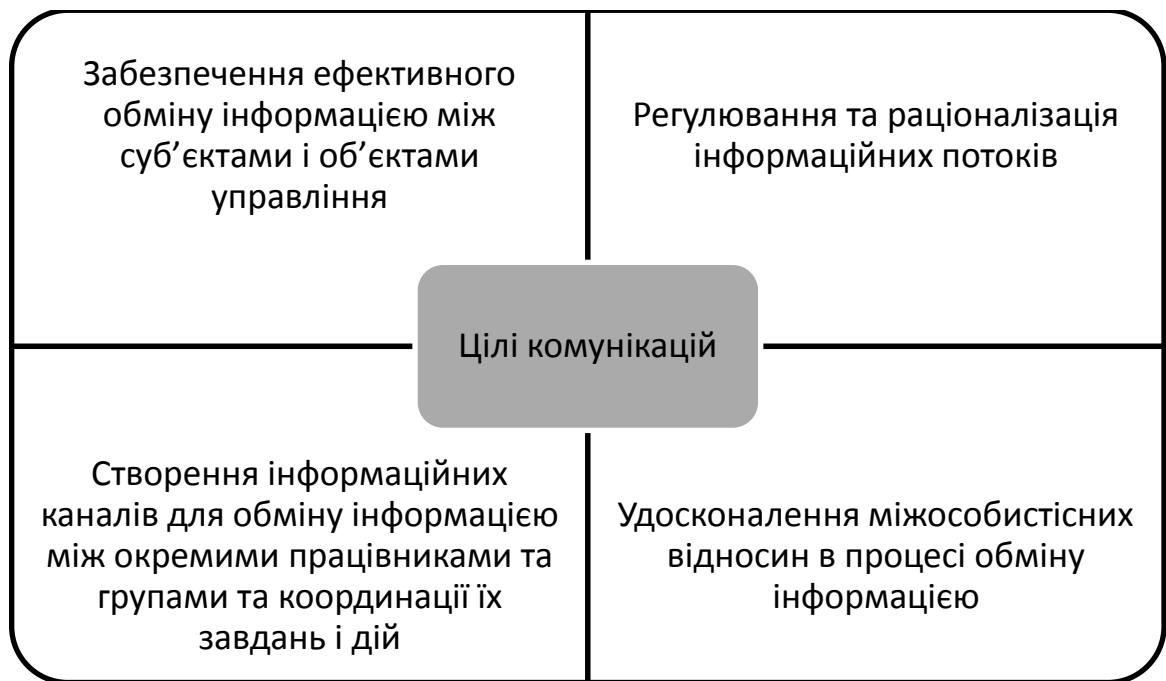 Забезпечення ефективного
обміну інформацією між
суб’єктами і об’єктами
управління
Регулювання та раціоналізація
інформаційних потоків
Цілі комунікацій
Створення інформаційних
каналів для обміну інформацією
між окремими працівниками та
групами та координації їх
завдань і дій
Удосконалення міжособистісних
відносин в процесі обміну
інформацією